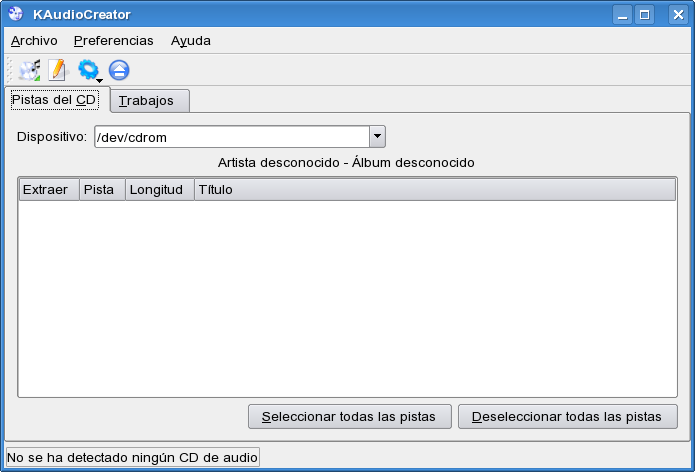 KAudioCreator
Archivo Preferencias Ayuda
Pistas del CD Trabajos
Dispositivo: /dev/cdrom
Artista desconocido - Álbum desconocido
Extraer Pista Longitud Título
Seleccionar todas las pistas Deseleccionar todas las pistas
No se ha detectado ningún CD de audio